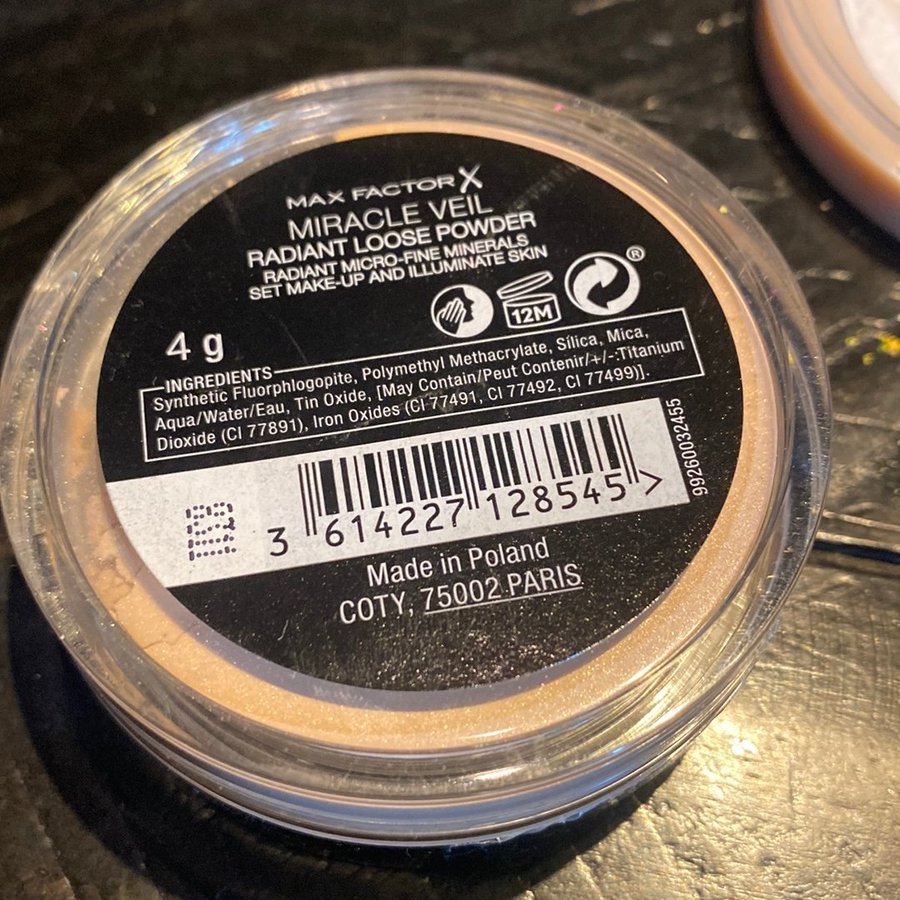 MAX FACTOR X
MIRACLE VEIL
RADIANT LOOSE POWDER
RADIANT MICRO-FINE MINERALS
SET MAKE-UP AND ILLUMINATE SKIN
12M
®
4 g
INGREDIENTS
Synthetic Fluorphlogopite, Polymethyl Methacrylate, Silica, Mica,
Aqua/Water/Eau, Tin Oxide, [May Contain/Peut Contenir/+/-:Titanium
Dioxide (CI 77891), Iron Oxides (CI 77491, CI 77492, CI 77499)].
99260032455
3 614227 128545 >
Made in Poland
COTY, 75002 PARIS